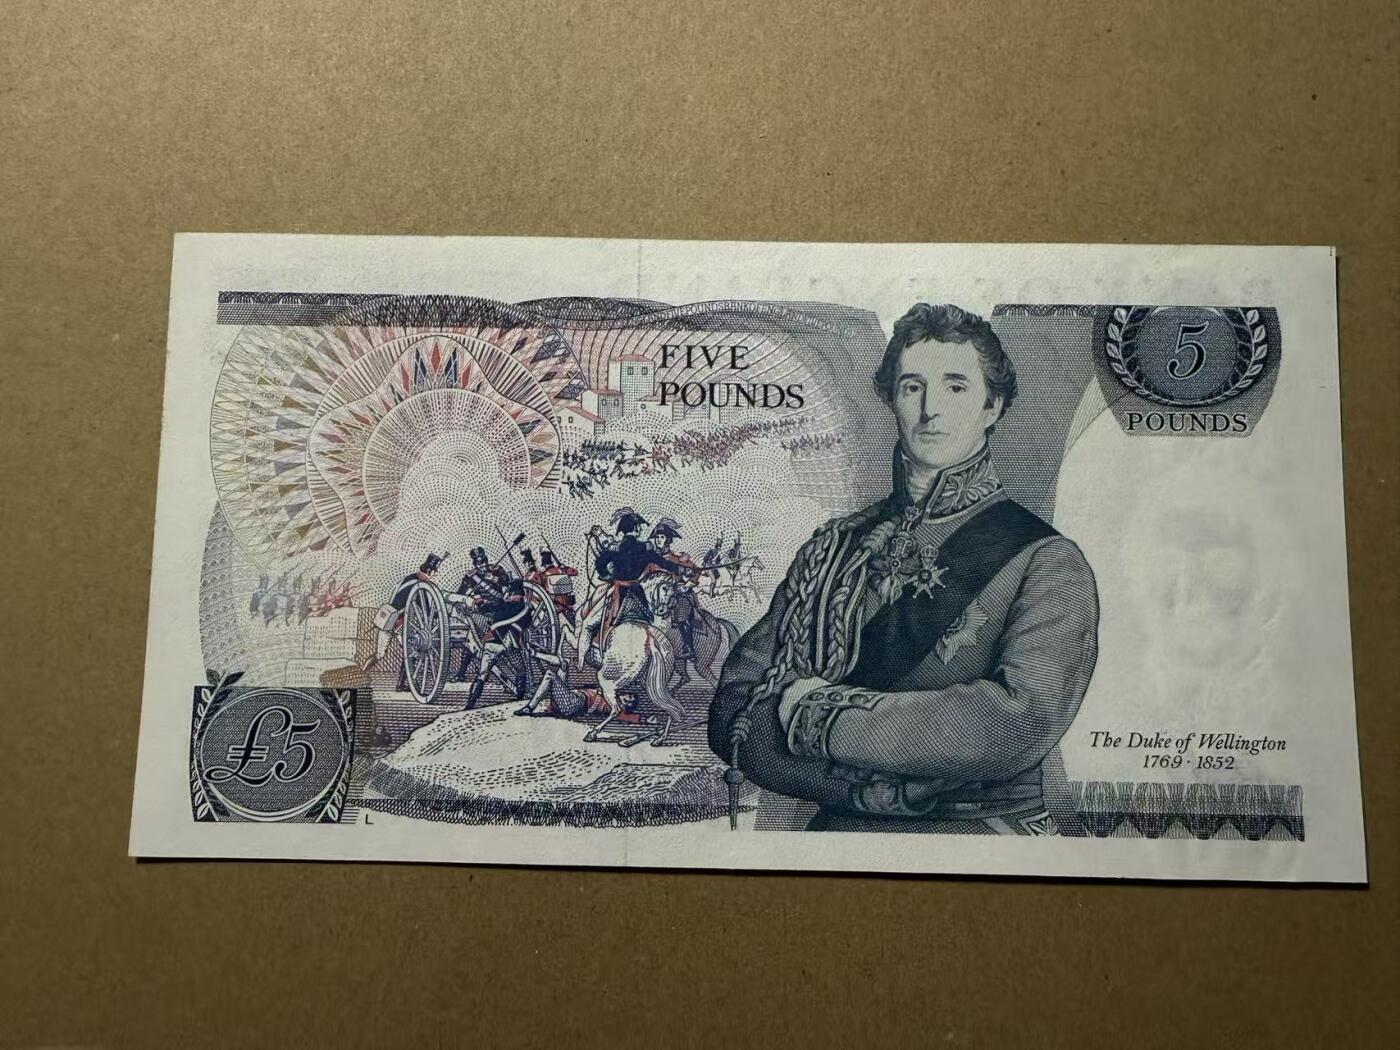 FIVE
POUNDS
5
POUNDS
£5
L
The Duke of Wellington
1769 · 1852